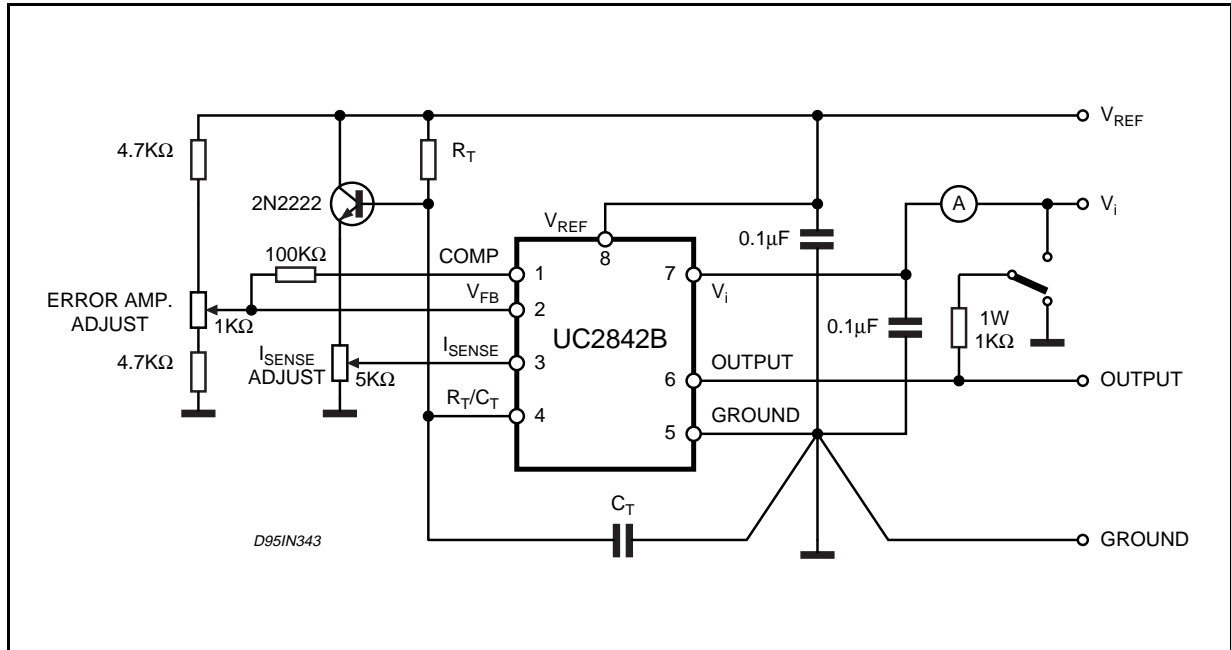 V_REF
4.7KΩ
R_T
2N2222
A
V_i
V_REF
8
0.1μF
100KΩ
COMP
1
7
V_i
V_FB
2
ERROR AMP.
ADJUST
1KΩ
UC2842B
0.1μF
1W
1KΩ
4.7KΩ
I_SENSE
ADJUST
5KΩ
I_SENSE
3
OUTPUT
6
OUTPUT
R_T/C_T
4
GROUND
5
C_T
D95IN343
GROUND